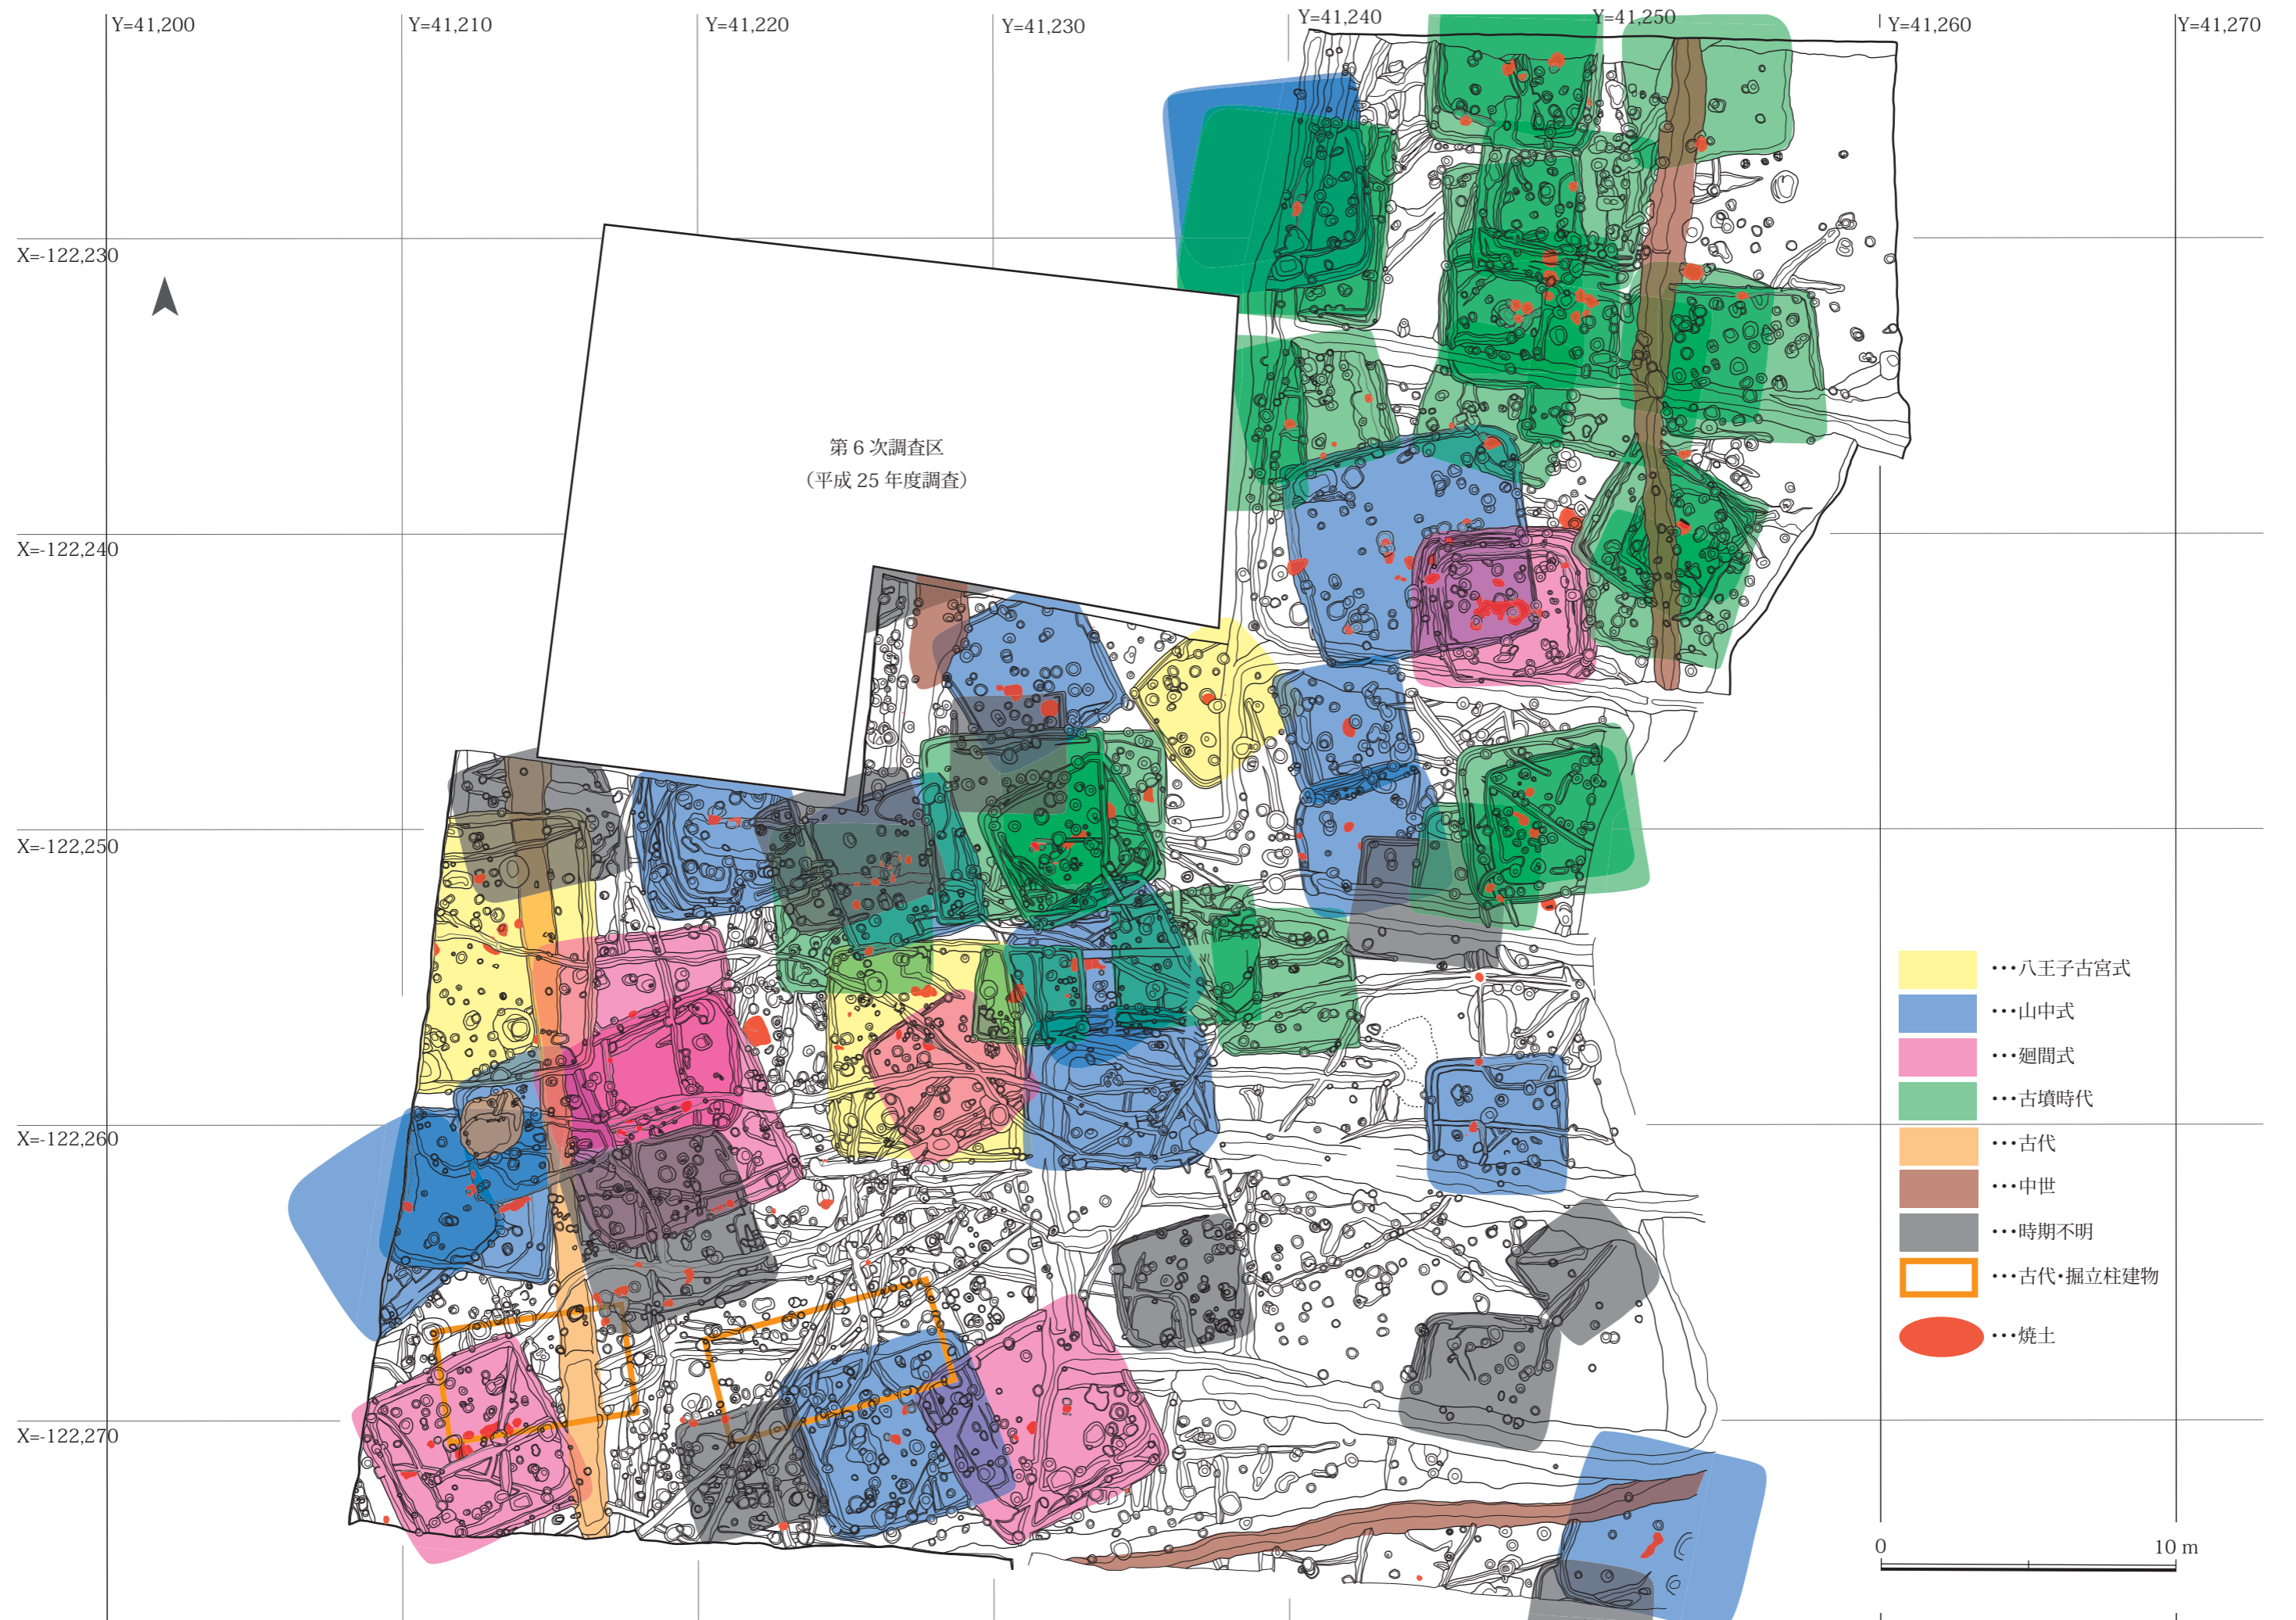 Y=41,200
Y=41,210
Y=41,220
Y=41,230
Y=41,240
Y=41,250
Y=41,260
Y=41,270
X=-122,230
第 6 次調査区
（平成 25 年度調査）
X=-122,240
X=-122,250
…八王子古宮式
…山中式
…廻間式
…古墳時代
X=-122,260
…古代
…中世
…時期不明
…古代・掘立柱建物
…焼土
X=-122,270
0
10 m